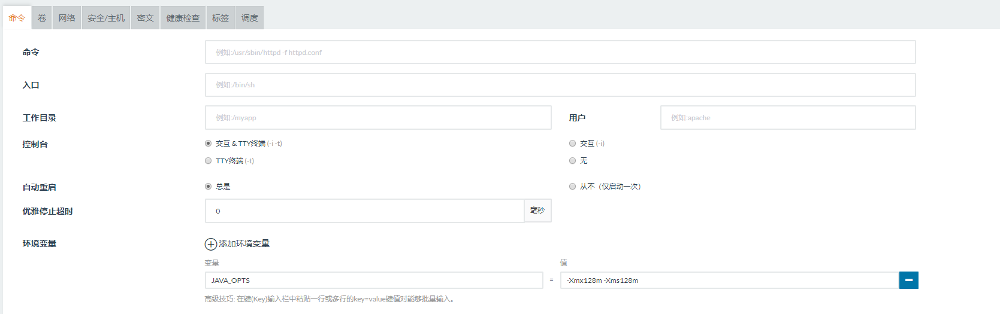 命令 卷 网络 安全/主机 密文 健康检查 标签 调度
命令 例如:/usr/sbin/httpd -f httpd.conf
入口 例如:/bin/sh
工作目录 例如:/myapp 用户 例如:apache
控制台 交互 & TTY终端 (-i -t) 交互 (-i)
TTY终端 (-t) 无
自动重启 总是 从不（仅启动一次）
优雅停止超时 0 毫秒
环境变量 添加环境变量
变量 值
JAVA_OPTS = -Xmx128m -Xms128m
高级技巧: 在键(Key)输入栏中粘贴一行或多行的key=value键值对能够批量输入。